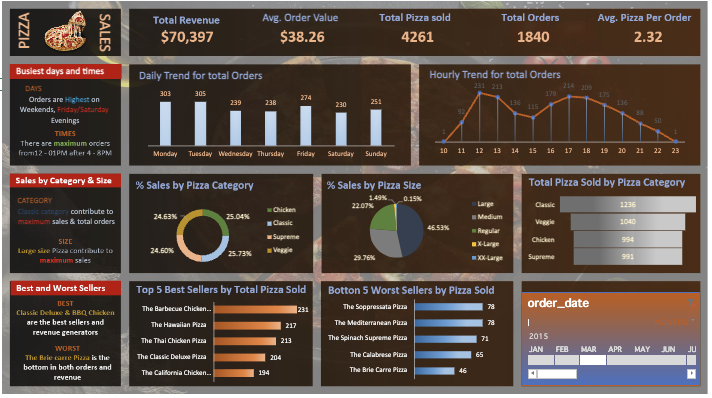 PIZZA
SALES
Total Revenue
$70,397
Avg. Order Value
$38.26
Total Pizza sold
4261
Total Orders
1840
Avg. Pizza Per Order
2.32
Busiest days and times
DAYS
Orders are Highest on
Weekends, Friday/Saturday
Evenings
TIMES
There are maximum orders
from12 - 01PM after 4 - 8PM
Daily Trend for total Orders
303
305
239
238
274
230
251
Monday
Tuesday
Wednesday
Thursday
Friday
Saturday
Sunday
Hourly Trend for total Orders
1
211
213
136
115
176
214
209
176
88
50
1
10
11
12
13
14
15
16
17
18
19
20
21
22
23
Sales by Category & Size
CATEGORY
Classic category contribute to
maximum sales & total orders
SIZE
Large size Pizza contribute to
maximum sales
% Sales by Pizza Category
24.63%
25.04%
24.60%
25.73%
Chicken
Classic
Supreme
Veggie
% Sales by Pizza Size
1.49%
0.15%
22.07%
46.53%
29.76%
Large
Medium
Regular
X-Large
XX-Large
Total Pizza Sold by Pizza Category
Classic
1236
Veggie
1040
Chicken
994
Supreme
991
Best and Worst Sellers
BEST
Classic Deluxe & BBQ Chicken
are the best sellers and
revenue generators
WORST
The Brie carre Pizza is the
bottom in both orders and
revenue
Top 5 Best Sellers by Total Pizza Sold
The Barbecue Chicken...
231
The Hawaiian Pizza
217
The Thai Chicken Pizza
213
The Classic Deluxe Pizza
204
The California Chicken...
194
Botton 5 Worst Sellers by Pizza Sold
The Soppressata Pizza
78
The Mediterranean Pizza
78
The Spinach Supreme Pizza
71
The Calabrese Pizza
65
The Brie Carre Pizza
46
order_date
2015
JAN
FEB
MAR
APR
MAY
JUN
JU